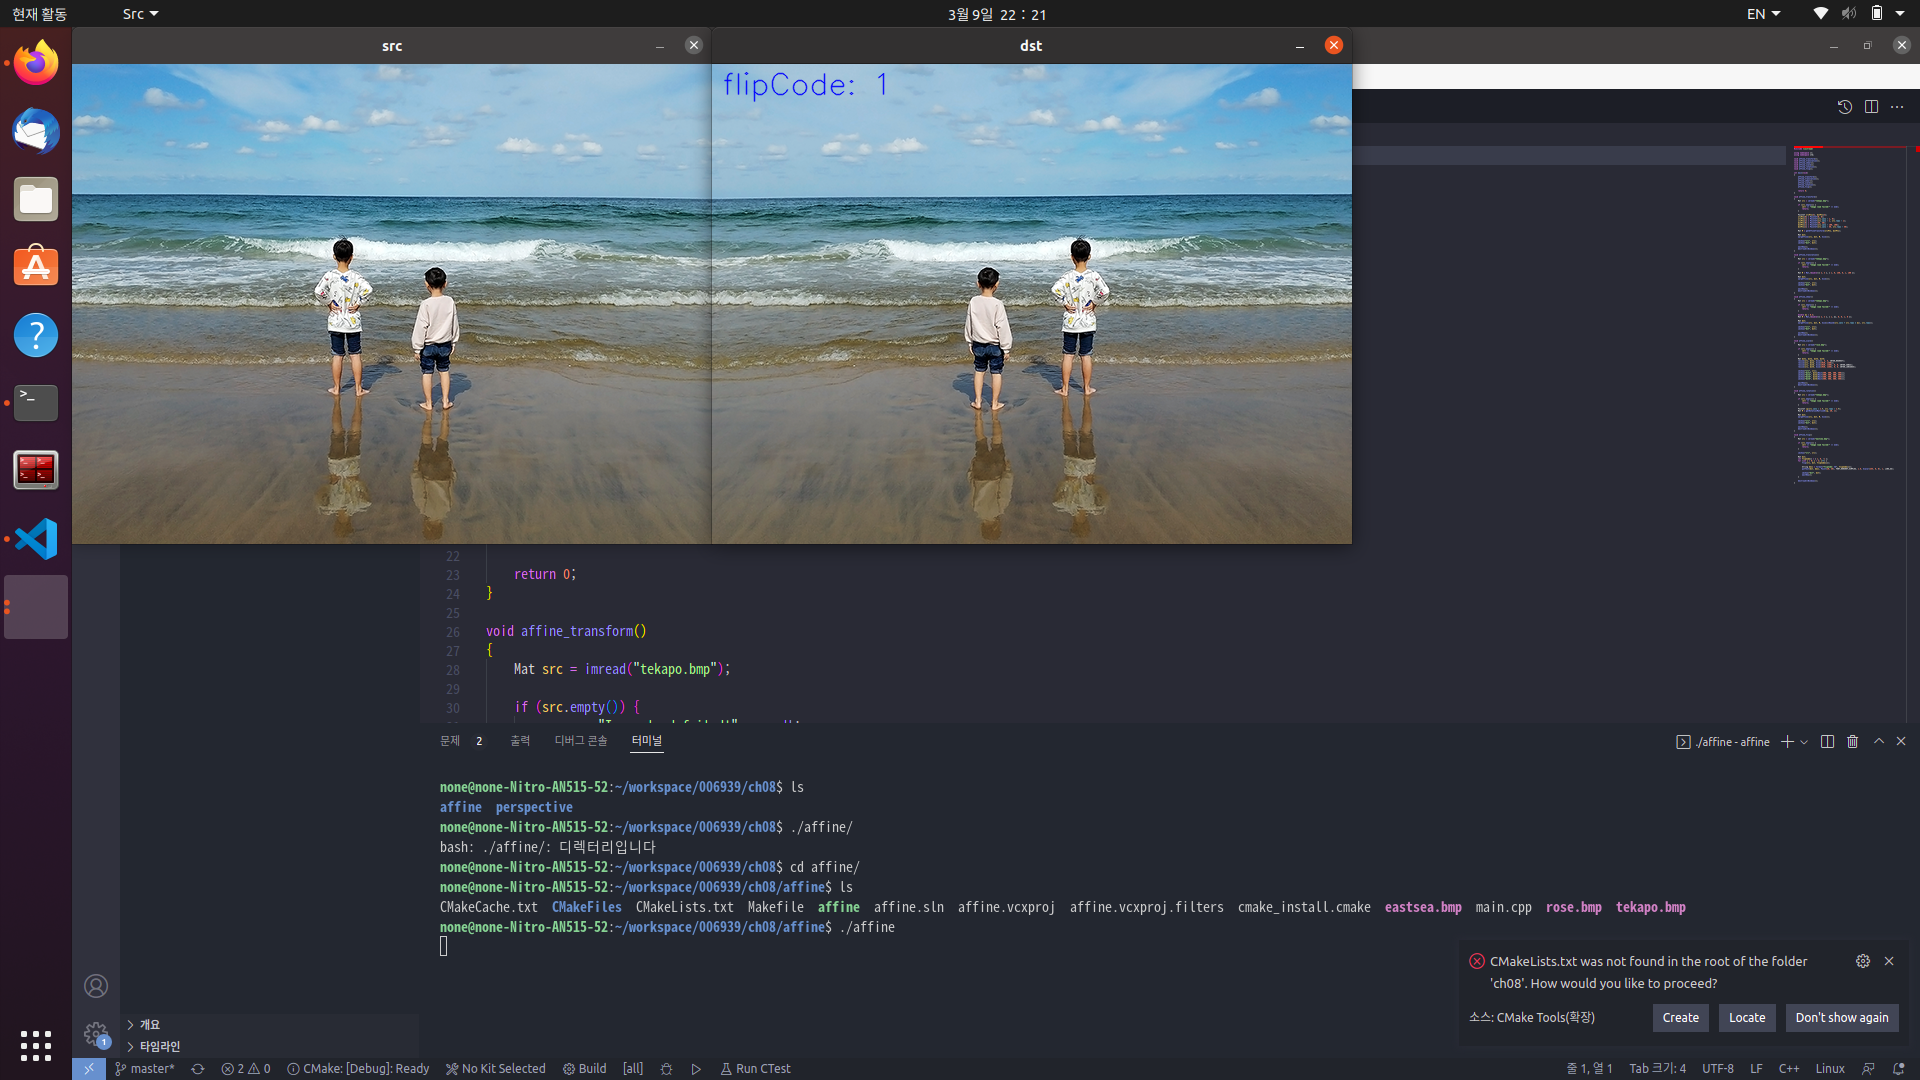 현재 활동
Src
3월 9일 22 : 21
EN
src
dst
flipCode: 1
22
23 return 0;
24 }
25
26 void affine_transform()
27 {
28 Mat src = imread("tekapo.bmp");
29
30 if (src.empty()) {
문제 2 출력 디버그 콘솔 터미널
./affine - affine
none@none-Nitro-AN515-52:~/workspace/006939/ch08$ ls
affine perspective
none@none-Nitro-AN515-52:~/workspace/006939/ch08$ ./affine/
bash: ./affine/: 디렉터리입니다
none@none-Nitro-AN515-52:~/workspace/006939/ch08$ cd affine/
none@none-Nitro-AN515-52:~/workspace/006939/ch08/affine$ ls
CMakeCache.txt CMakeFiles CMakeLists.txt Makefile affine affine.sln affine.vcxproj affine.vcxproj.filters cmake_install.cmake eastsea.bmp main.cpp rose.bmp tekapo.bmp
none@none-Nitro-AN515-52:~/workspace/006939/ch08/affine$ ./affine
CMakeLists.txt was not found in the root of the folder
'ch08'. How would you like to proceed?
소스: CMake Tools(확장)
Create
Locate
Don't show again
개요
타임라인
1
master* 2 0 CMake: [Debug]: Ready No Kit Selected Build [all] Run CTest
줄 1, 열 1 Tab 크기: 4 UTF-8 LF C++ Linux